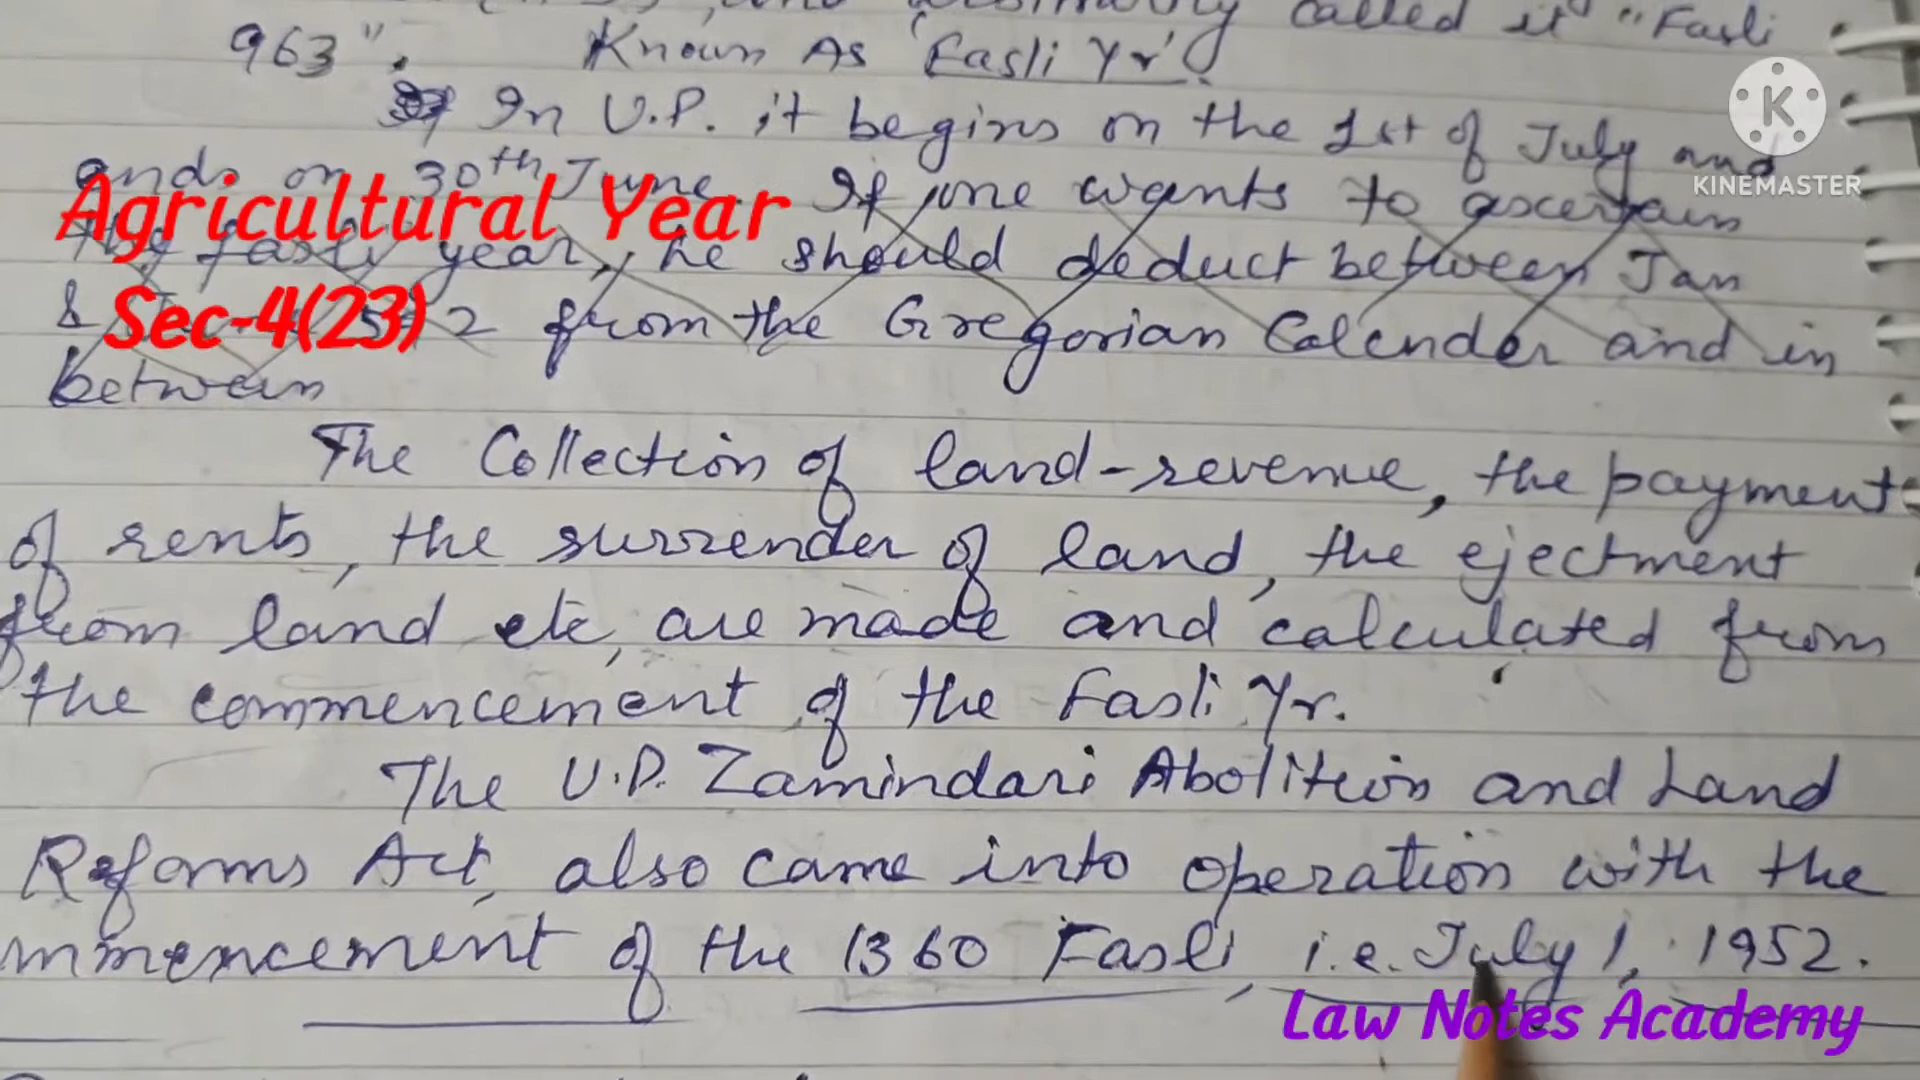 called it "Fasli
963". Known As 'Fasli Yr'.
In U.P. it begins on the 1st of July and
ends on 30th June. If one wants to ascertain
the fasli year, he should deduct between Jan
& 2 from the Gregorian Calender and in
between
The Collection of land-revenue, the payment
of rents, the surrender of land, the ejectment
from land etc, are made and calculated from
the commencement of the Fasli Yr.
The U.P. Zamindari Abolition and Land
Reforms Act, also came into operation with the
mmencement of the 1360 Fasli, i.e. July 1, 1952.
Agricultural Year
Sec-4(23)
K
KINEMASTER
Law Notes Academy